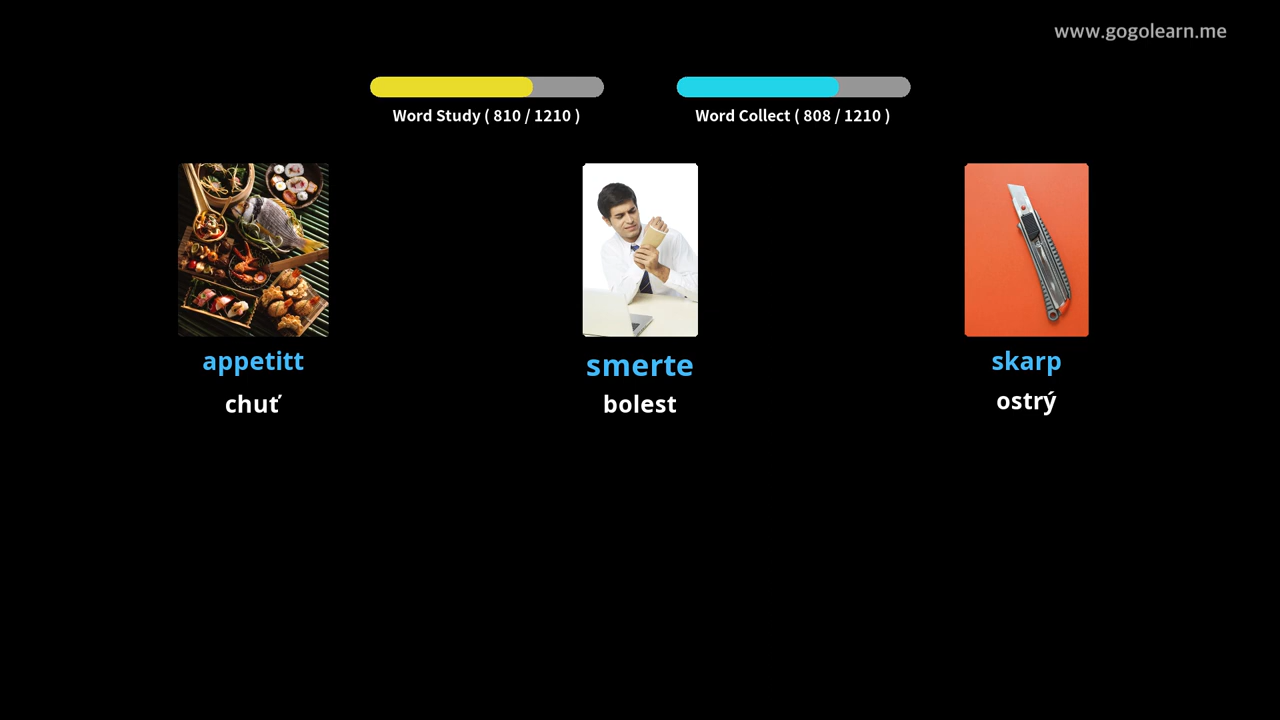 www.gogolearn.me
Word Study ( 810 / 1210 )
Word Collect ( 808 / 1210 )
appetitt
smerte
skarp
chuť
bolest
ostrý